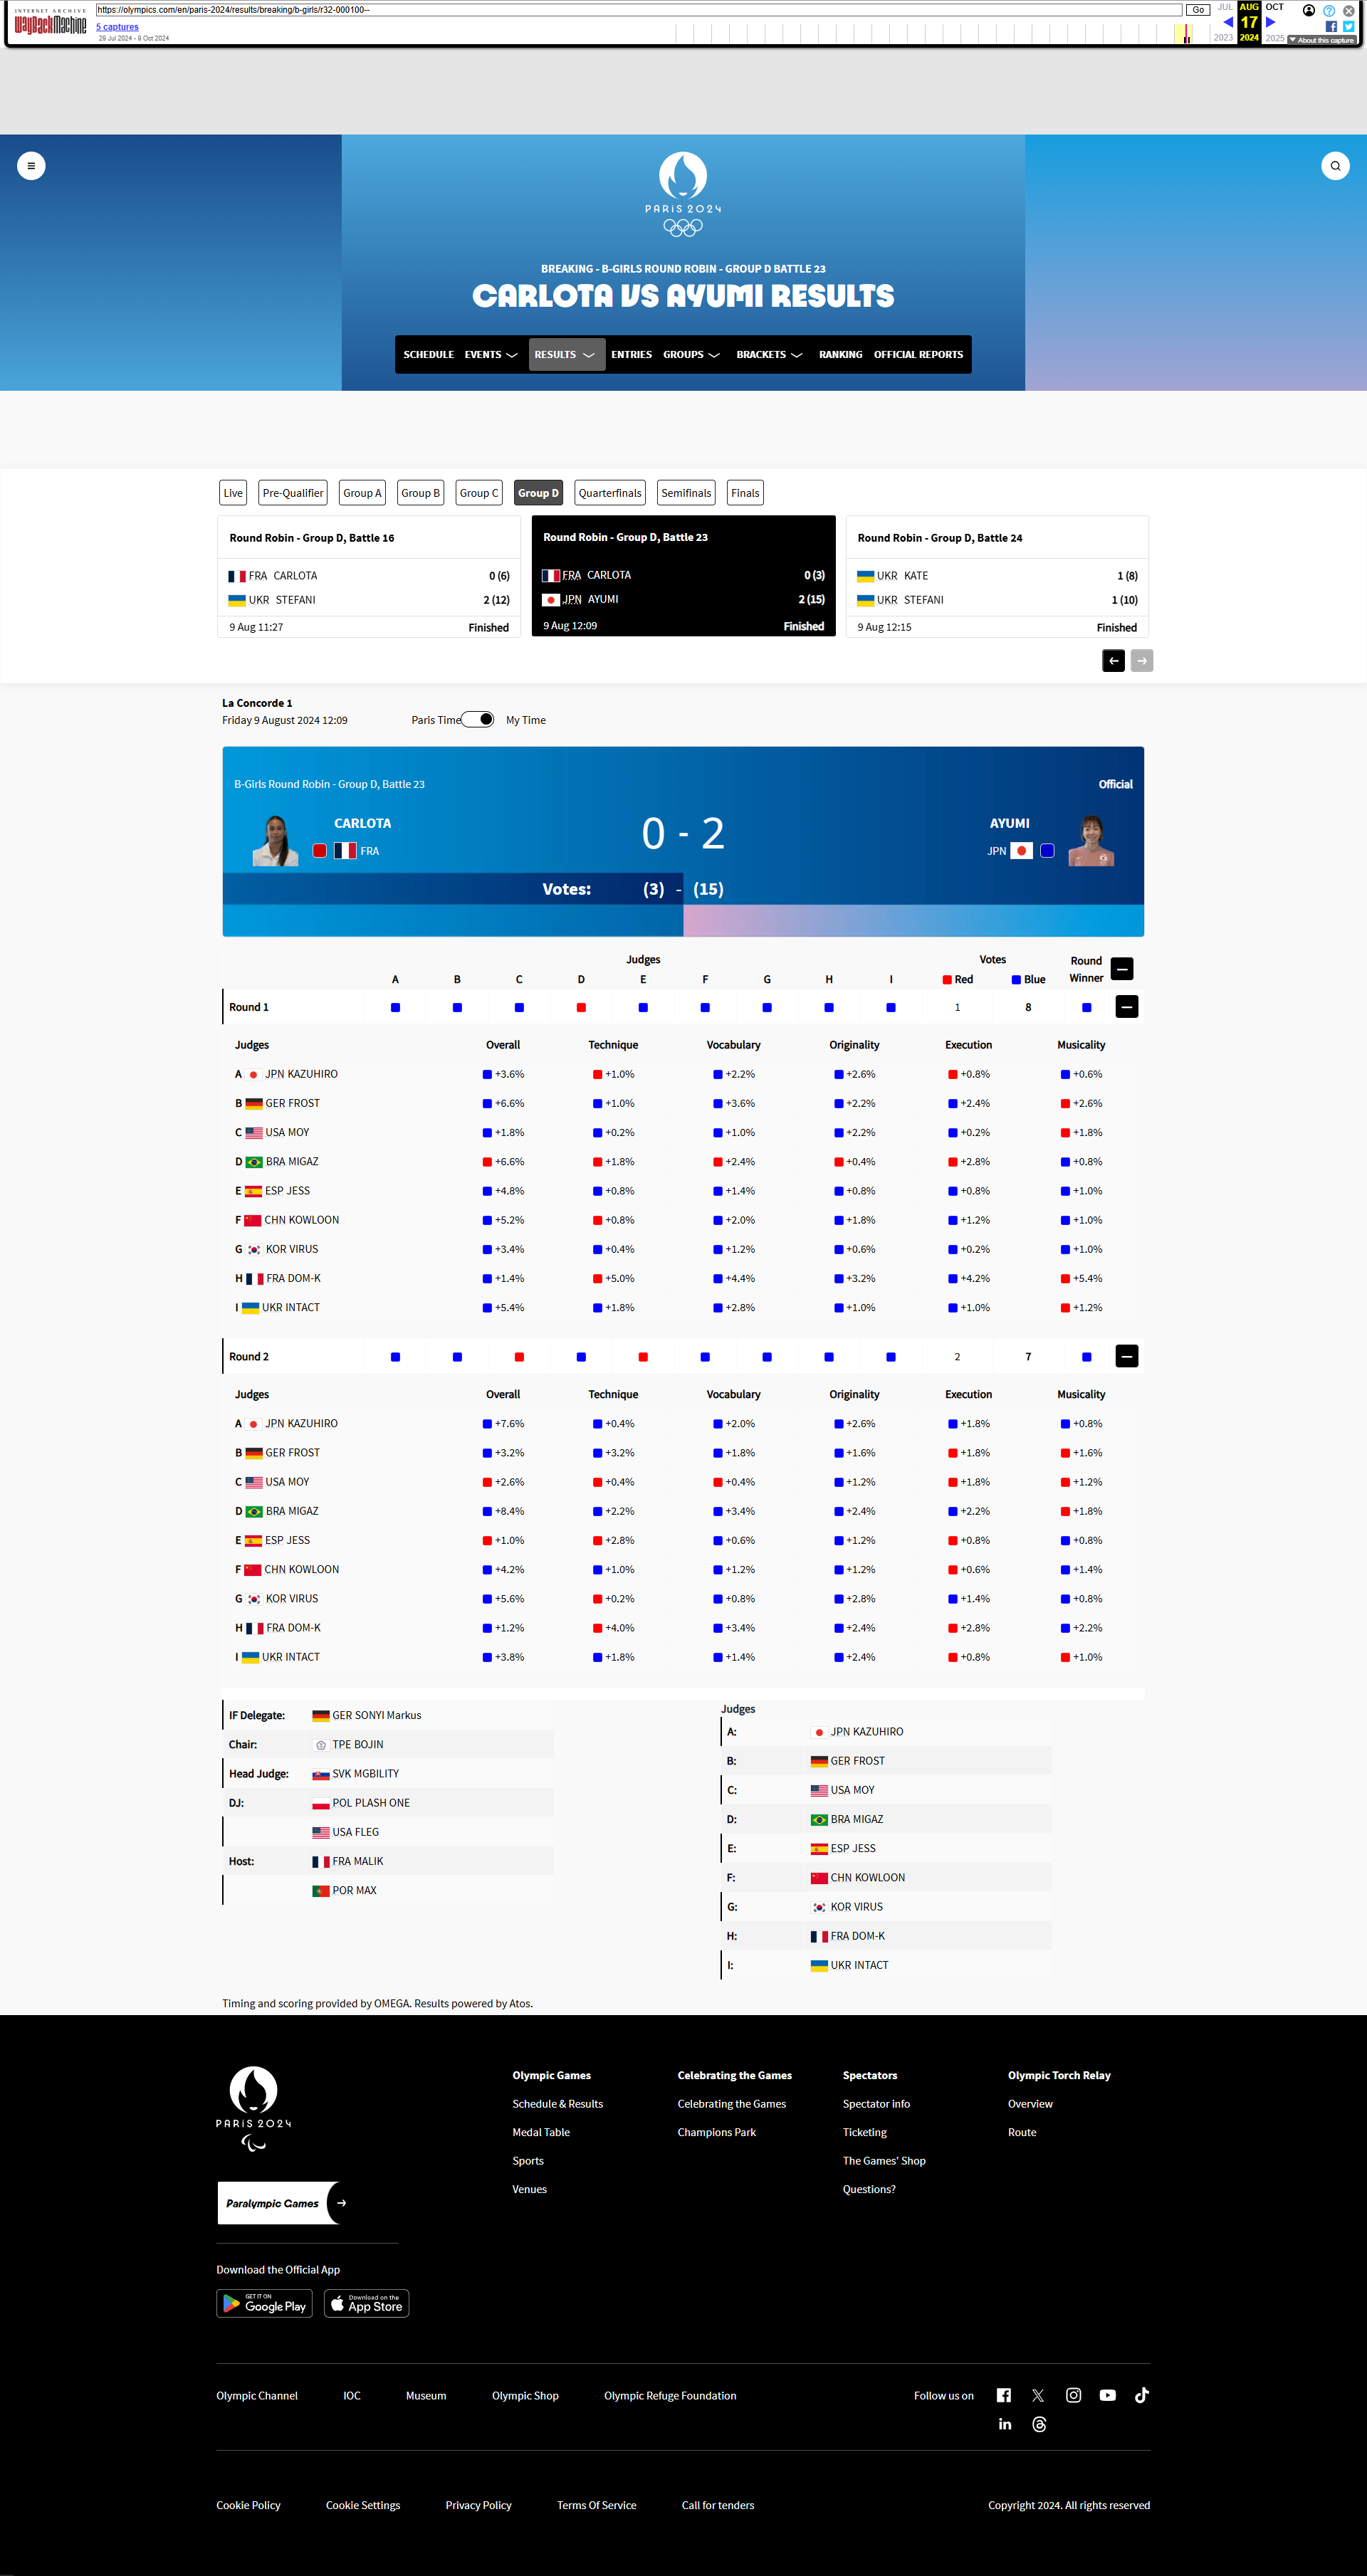 INTERNET ARCHIVE
WayBackMachine
https://olympics.com/en/paris-2024/results/breaking/b-girls/r32-000100--
Go
JUL AUG OCT
5 captures
17
29 Jul 2024 - 9 Oct 2024
2023 2024 2025
About this capture
PARIS 2024
BREAKING - B-GIRLS ROUND ROBIN - GROUP D BATTLE 23
CARLOTA VS AYUMI RESULTS
SCHEDULE EVENTS RESULTS ENTRIES GROUPS BRACKETS RANKING OFFICIAL REPORTS
Live Pre-Qualifier Group A Group B Group C Group D Quarterfinals Semifinals Finals
Round Robin - Group D, Battle 16
FRA CARLOTA 0 (6)
UKR STEFANI 2 (12)
9 Aug 11:27 Finished
Round Robin - Group D, Battle 23
FRA CARLOTA 0 (3)
JPN AYUMI 2 (15)
9 Aug 12:09 Finished
Round Robin - Group D, Battle 24
UKR KATE 1 (8)
UKR STEFANI 1 (10)
9 Aug 12:15 Finished
La Concorde 1
Friday 9 August 2024 12:09 Paris Time My Time
B-Girls Round Robin - Group D, Battle 23 Official
CARLOTA 0 - 2 AYUMI
FRA JPN
Votes: (3) - (15)
Judges Votes Round Winner
A B C D E F G H I Red Blue
Round 1 1 8
Judges Overall Technique Vocabulary Originality Execution Musicality
A JPN KAZUHIRO +3.6% +1.0% +2.2% +2.6% +0.8% +0.6%
B GER FROST +6.6% +1.0% +3.6% +2.2% +2.4% +2.6%
C USA MOY +1.8% +0.2% +1.0% +2.2% +0.2% +1.8%
D BRA MIGAZ +6.6% +1.8% +2.4% +0.4% +2.8% +0.8%
E ESP JESS +4.8% +0.8% +1.4% +0.8% +0.8% +1.0%
F CHN KOWLOON +5.2% +0.8% +2.0% +1.8% +1.2% +1.0%
G KOR VIRUS +3.4% +0.4% +1.2% +0.6% +0.2% +1.0%
H FRA DOM-K +1.4% +5.0% +4.4% +3.2% +4.2% +5.4%
I UKR INTACT +5.4% +1.8% +2.8% +1.0% +1.0% +1.2%
Round 2 2 7
Judges Overall Technique Vocabulary Originality Execution Musicality
A JPN KAZUHIRO +7.6% +0.4% +2.0% +2.6% +1.8% +0.8%
B GER FROST +3.2% +3.2% +1.8% +1.6% +1.8% +1.6%
C USA MOY +2.6% +0.4% +0.4% +1.2% +1.8% +1.2%
D BRA MIGAZ +8.4% +2.2% +3.4% +2.4% +2.2% +1.8%
E ESP JESS +1.0% +2.8% +0.6% +1.2% +0.8% +0.8%
F CHN KOWLOON +4.2% +1.0% +1.2% +1.2% +0.6% +1.4%
G KOR VIRUS +5.6% +0.2% +0.8% +2.8% +1.4% +0.8%
H FRA DOM-K +1.2% +4.0% +3.4% +2.4% +2.8% +2.2%
I UKR INTACT +3.8% +1.8% +1.4% +2.4% +0.8% +1.0%
IF Delegate: GER SONYI Markus
Chair: TPE BOJIN
Head Judge: SVK MGBILITY
DJ: POL PLASH ONE
USA FLEG
Host: FRA MALIK
POR MAX
Judges
A: JPN KAZUHIRO
B: GER FROST
C: USA MOY
D: BRA MIGAZ
E: ESP JESS
F: CHN KOWLOON
G: KOR VIRUS
H: FRA DOM-K
I: UKR INTACT
Timing and scoring provided by OMEGA. Results powered by Atos.
PARIS 2024
Paralympic Games
Download the Official App
GET IT ON
Google Play
Download on the
App Store
Olympic Games
Schedule & Results
Medal Table
Sports
Venues
Celebrating the Games
Celebrating the Games
Champions Park
Spectators
Spectator info
Ticketing
The Games' Shop
Questions?
Olympic Torch Relay
Overview
Route
Olympic Channel IOC Museum Olympic Shop Olympic Refuge Foundation Follow us on
Cookie Policy Cookie Settings Privacy Policy Terms Of Service Call for tenders Copyright 2024. All rights reserved